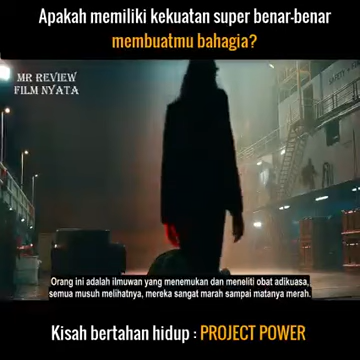 Apakah memiliki kekuatan super benar-benar
membuatmu bahagia?
MR REVIEW
FILM NYATA
Orang ini adalah ilmuwan yang menemukan dan meneliti obat adikuasa,
semua musuh melihatnya, mereka sangat marah sampai matanya merah.
Kisah bertahan hidup : PROJECT POWER